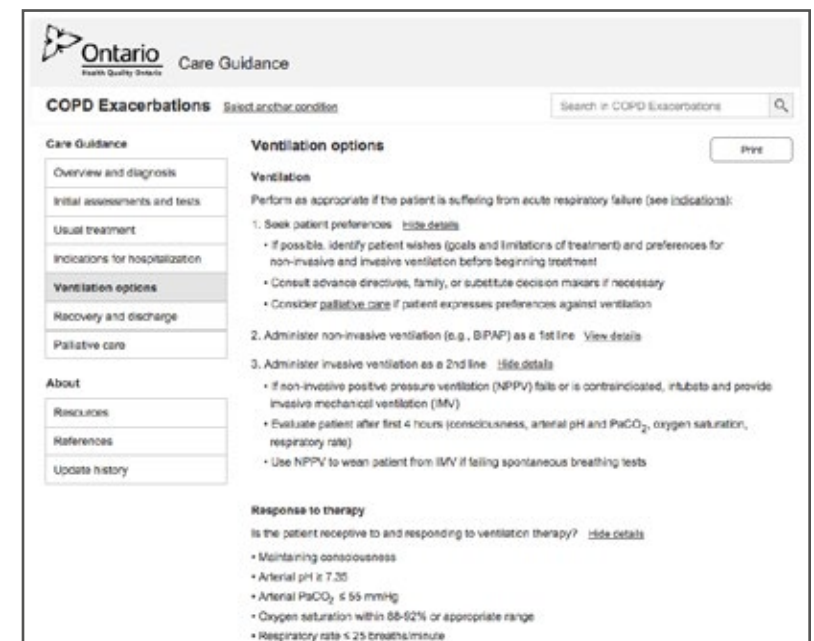 Ontario
Health Quality Ontario
Care Guidance
COPD Exacerbations
Select another condition
Search in COPD Exacerbations
Care Guidance
Overview and diagnosis
Initial assessments and tests
Usual treatment
Indications for hospitalization
Ventilation options
Recovery and discharge
Palliative care
About
Resources
References
Update history
Ventilation options
Print
Ventilation
Perform as appropriate if the patient is suffering from acute respiratory failure (see indications):
1. Seek patient preferences Hide details
• If possible, identify patient wishes (goals and limitations of treatment) and preferences for
non-invasive and invasive ventilation before beginning treatment
• Consult advance directives, family, or substitute decision makers if necessary
• Consider palliative care if patient expresses preferences against ventilation
2. Administer non-invasive ventilation (e.g., BiPAP) as a 1st line View details
3. Administer invasive ventilation as a 2nd line Hide details
• If non-invasive positive pressure ventilation (NPPV) fails or is contraindicated, intubate and provide
invasive mechanical ventilation (IMV)
• Evaluate patient after first 4 hours (consciousness, arterial pH and PaCO₂, oxygen saturation,
respiratory rate)
• Use NPPV to wean patient from IMV if failing spontaneous breathing tests
Response to therapy
Is the patient receptive to and responding to ventilation therapy? Hide details
• Maintaining consciousness
• Arterial pH ≥ 7.35
• Arterial PaCO₂ ≤ 55 mmHg
• Oxygen saturation within 88-92% or appropriate range
• Respiratory rate ≤ 25 breaths/minute